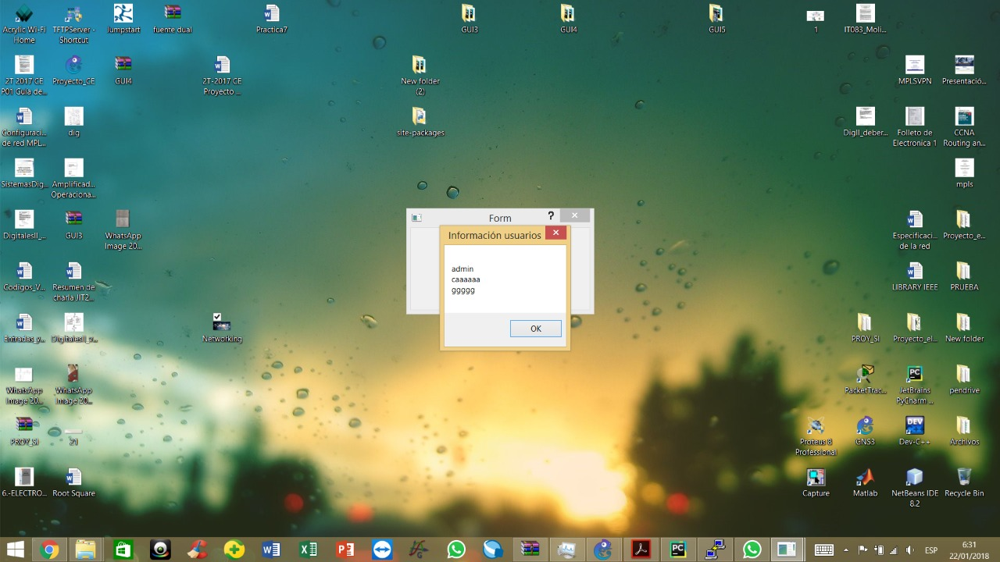 Acrylic Wi-Fi
Home
TFTPServer -
Shortcut
Jumpstart
fuente dual
Practica7
GUI3
GUI4
GUI5
1
IT083_Moli...
2T 2017 CE
P01 Guía de...
Proyecto_CE
GUI4
2T-2017 CE
Proyecto ...
New folder
(2)
MPLSVPN
Presentacio...
Configuraci...
de red MPL...
dig
site-packages
DigII_deber...
Folleto de
Electronica 1
CCNA
Routing an...
SistemasDig...
Amplificad...
Operaciona...
mpls
DigitalesII_...
GUI3
WhatsApp
Image 20...
Form
?
Información usuarios
admin
caaaaaa
ggggg
OK
Especificaci...
de la red
Proyecto_e...
Codigos_V...
Resumen de
cnaria JIT2...
LIBRARY IEEE
PRUEBA
Entradas_y...
Networking
PROY_SI
Proyecto_el...
New folder
WhatsApp
Image 20...
WhatsApp
Image 20...
PacketTrac...
JetBrains
PyCharm ...
pendrive
PROY_SI
21
Proteus 8
Professional
GNS3
Dev-C++
Archivos
6.-ELECTRO...
Root Square
Capture
Matlab
NetBeans IDE
8.2
Recycle Bin
ESP
6:31
22/01/2018